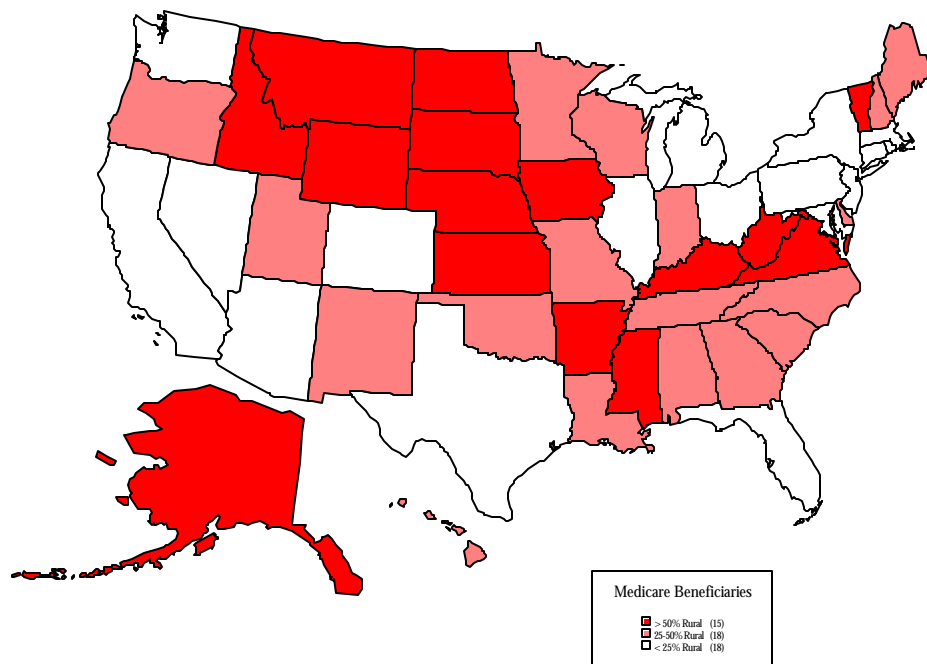 Medicare Beneficiaries
> 50% Rural (15)
25-50% Rural (18)
< 25% Rural (18)